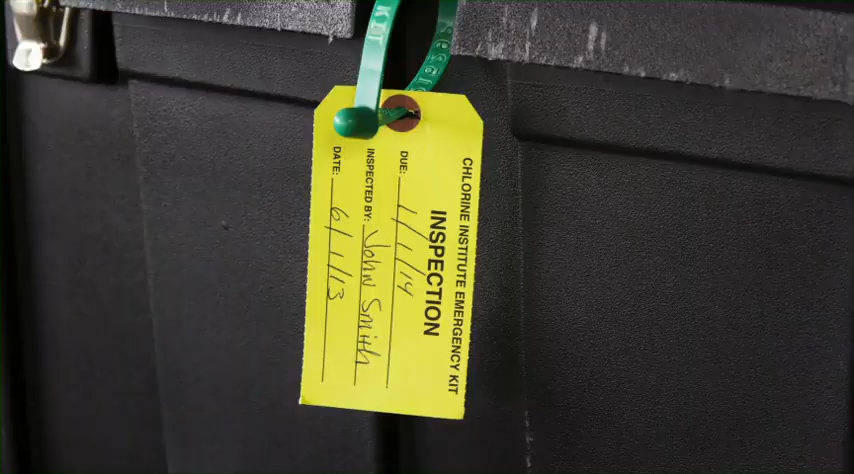 CHLORINE INSTITUTE EMERGENCY KIT
INSPECTION
DUE: 1/1/14
INSPECTED BY: John Smith
DATE: 6/1/13